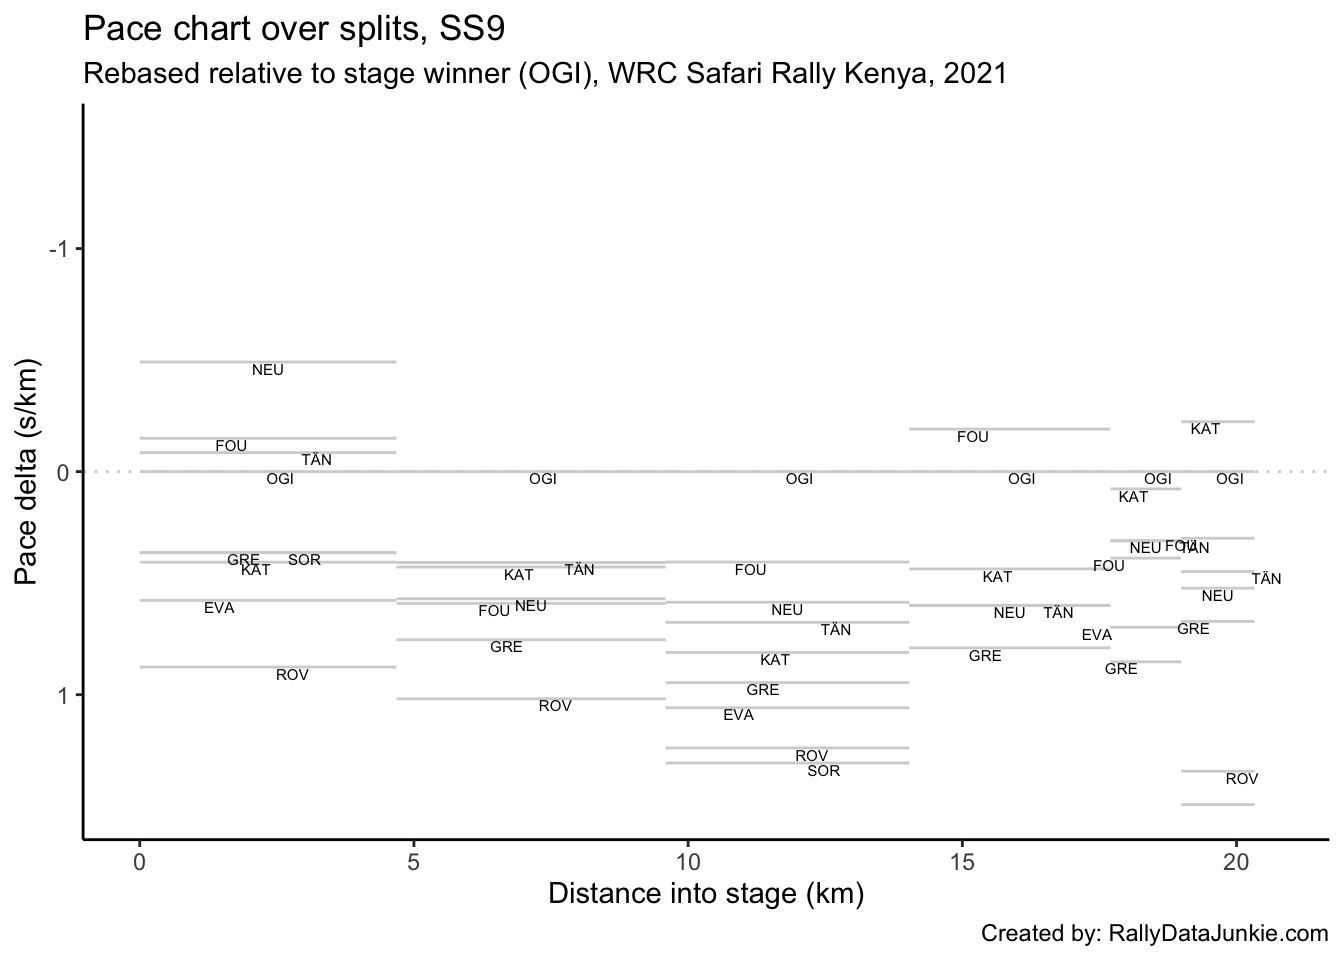 Pace chart over splits, SS9
Rebased relative to stage winner (OGI), WRC Safari Rally Kenya, 2021
Pace delta (s/km)
-1
0
1
NEU
FOU
TÄN
OGI
GRE SOR
KAT
EVA
ROV
OGI
KAT TÄN
FOU NEU
GRE
ROV
OGI
FOU
NEU
TÄN
KAT
GRE
EVA
ROV
SOR
FOU
OGI
KAT
NEU TÄN
EVA
GRE
OGI
KAT
NEU TÄN
FOU
GRE
KAT
OGI
FOU
TÄN
NEU
GRE
ROV
0 5 10 15 20
Distance into stage (km)
Created by: RallyDataJunkie.com